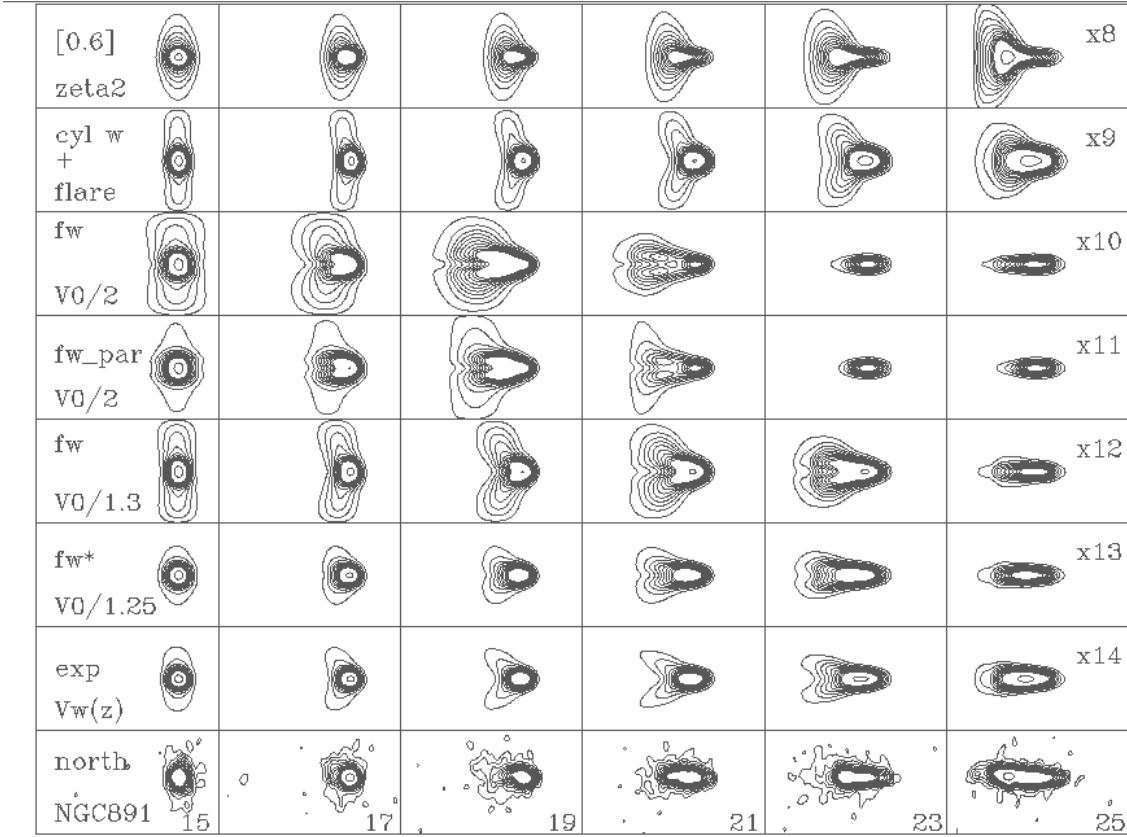 [0.6]
zeta2
x8
cyl w
+
flare
x9
fw
V0/2
x10
fw_par
V0/2
x11
fw
V0/1.3
x12
fw*
V0/1.25
x13
exp
Vw(z)
x14
north
NGC891
15 17 19 21 23 25